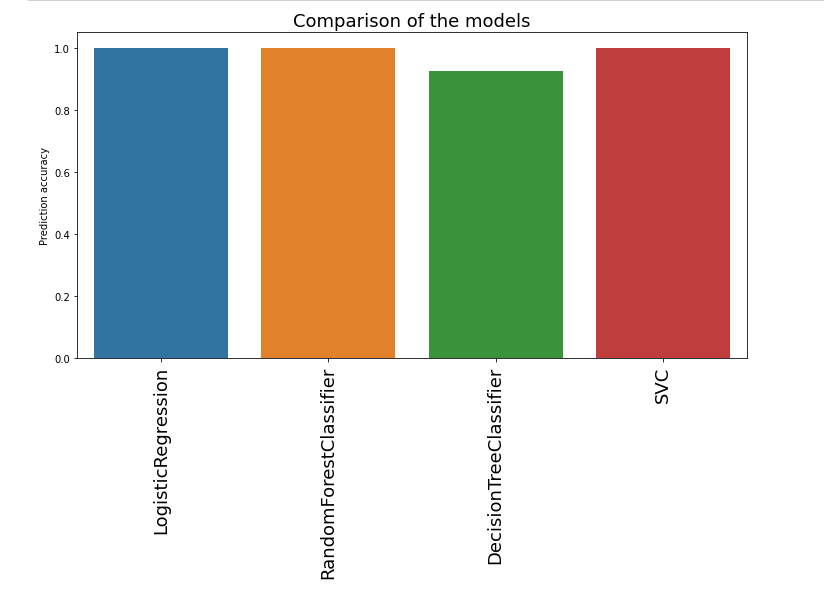 Comparison of the models
1.0
0.8
0.6
0.4
0.2
0.0
Prediction accuracy
LogisticRegression
RandomForestClassifier
DecisionTreeClassifier
SVC